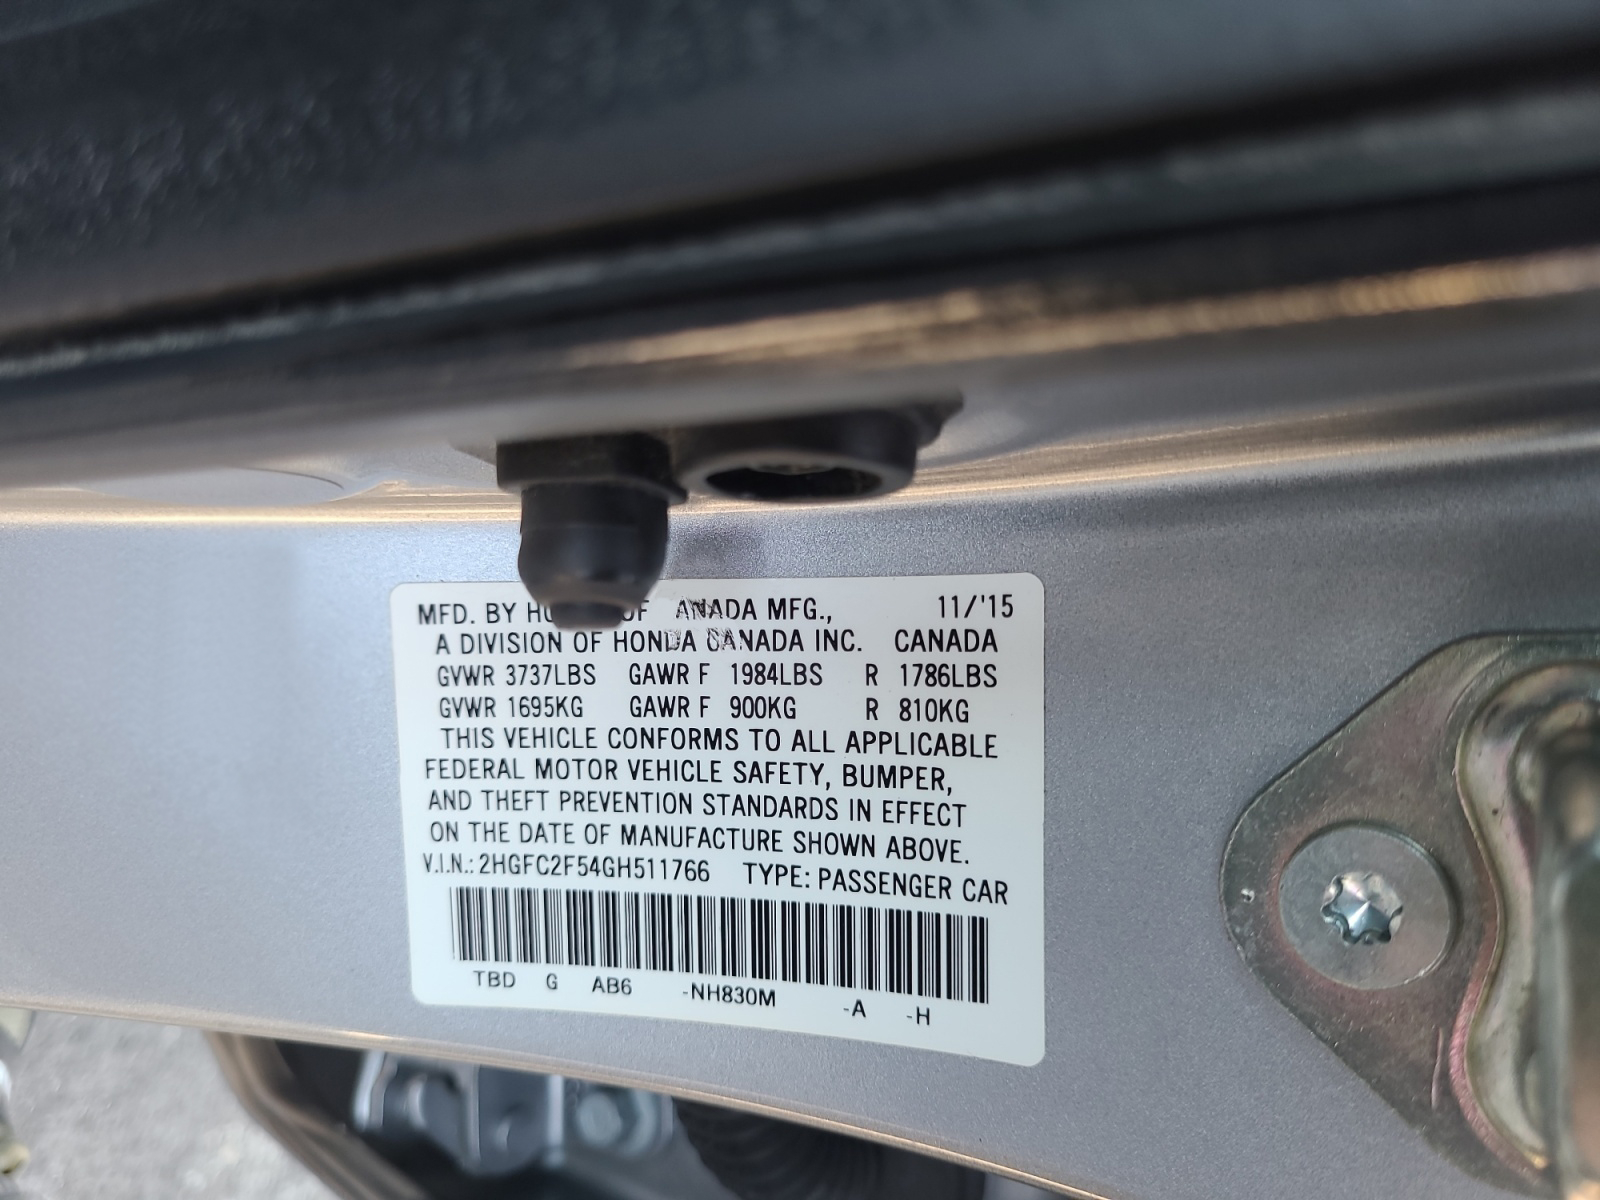 MFD. BY OF ANADA MFG., 11/'15
A DIVISION OF HONDA CANADA INC. CANADA
GVWR 3737LBS GAWR F 1984LBS R 1786LBS
GVWR 1695KG GAWR F 900KG R 810KG
THIS VEHICLE CONFORMS TO ALL APPLICABLE
FEDERAL MOTOR VEHICLE SAFETY, BUMPER,
AND THEFT PREVENTION STANDARDS IN EFFECT
ON THE DATE OF MANUFACTURE SHOWN ABOVE.
V.I.N.: 2HGFC2F54GH511766 TYPE: PASSENGER CAR
TBD G AB6 -NH830M -A -H